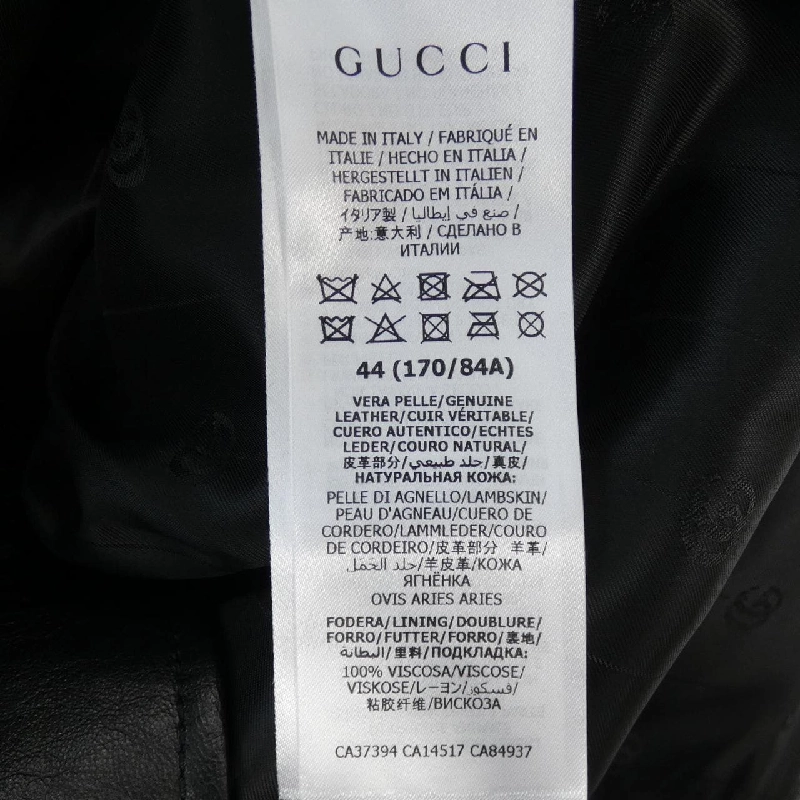 GUCCI
MADE IN ITALY / FABRIQUÉ EN
ITALIE / HECHO EN ITALIA /
HERGESTELLT IN ITALIEN /
FABRICADO EM ITÁLIA /
イタリア製 / صنع في إيطاليا /
产地:意大利 / СДЕЛАНО В
ИТАЛИИ
44 (170/84A)
VERA PELLE/GENUINE
LEATHER/CUIR VÉRITABLE/
CUERO AUTENTICO/ECHTES
LEDER/COURO NATURAL/
皮革部分/جلد طبيعي/真皮/
НАТУРАЛЬНАЯ КОЖА:
PELLE DI AGNELLO/LAMBSKIN/
PEAU D'AGNEAU/CUERO DE
CORDERO/LAMMLEDER/COURO
DE CORDEIRO/皮革部分 羊革/
جلد الحمل/羊皮革/КОЖА
ЯГНЁНКА
OVIS ARIES ARIES
FODERA/LINING/DOUBLURE/
FORRO/FUTTER/FORRO/裏地/
البطانة/里料/ПОДКЛАДКА:
100% VISCOSA/VISCOSE/
VISKOSE/レーヨン/فسكوز/
粘胶纤维/ВИСКОЗА
CA37394 CA14517 CA84937